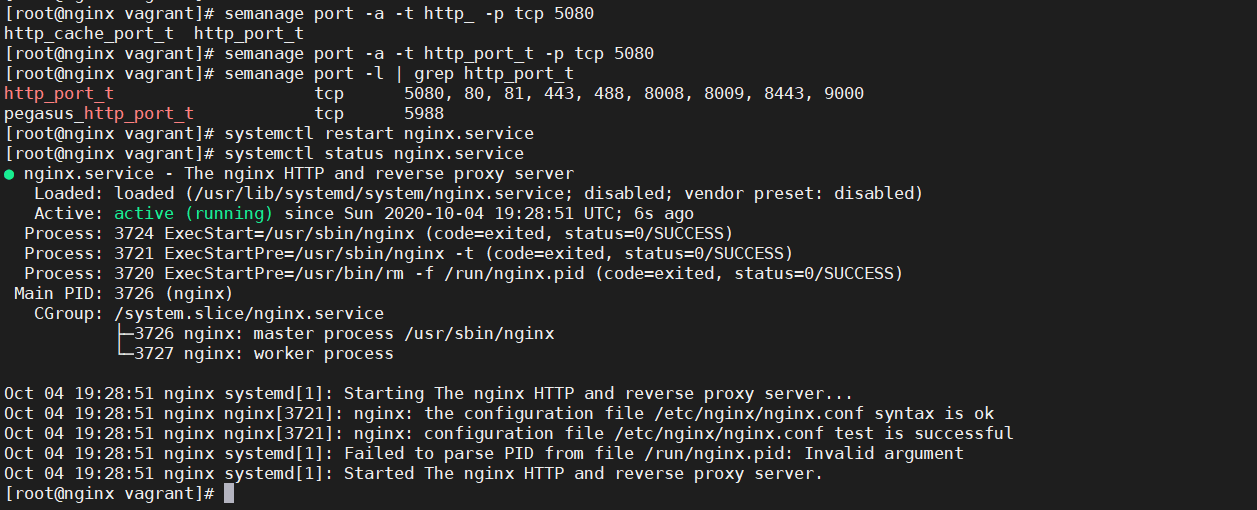 [root@nginx vagrant]# semanage port -a -t http_ -p tcp 5080
http_cache_port_t  http_port_t
[root@nginx vagrant]# semanage port -a -t http_port_t -p tcp 5080
[root@nginx vagrant]# semanage port -l | grep http_port_t
http_port_t                    tcp      5080, 80, 81, 443, 488, 8008, 8009, 8443, 9000
pegasus_http_port_t            tcp      5988
[root@nginx vagrant]# systemctl restart nginx.service
[root@nginx vagrant]# systemctl status nginx.service
● nginx.service - The nginx HTTP and reverse proxy server
   Loaded: loaded (/usr/lib/systemd/system/nginx.service; disabled; vendor preset: disabled)
   Active: active (running) since Sun 2020-10-04 19:28:51 UTC; 6s ago
  Process: 3724 ExecStart=/usr/sbin/nginx (code=exited, status=0/SUCCESS)
  Process: 3721 ExecStartPre=/usr/sbin/nginx -t (code=exited, status=0/SUCCESS)
  Process: 3720 ExecStartPre=/usr/bin/rm -f /run/nginx.pid (code=exited, status=0/SUCCESS)
 Main PID: 3726 (nginx)
   CGroup: /system.slice/nginx.service
           ├─3726 nginx: master process /usr/sbin/nginx
           └─3727 nginx: worker process

Oct 04 19:28:51 nginx systemd[1]: Starting The nginx HTTP and reverse proxy server...
Oct 04 19:28:51 nginx nginx[3721]: nginx: the configuration file /etc/nginx/nginx.conf syntax is ok
Oct 04 19:28:51 nginx nginx[3721]: nginx: configuration file /etc/nginx/nginx.conf test is successful
Oct 04 19:28:51 nginx systemd[1]: Failed to parse PID from file /run/nginx.pid: Invalid argument
Oct 04 19:28:51 nginx systemd[1]: Started The nginx HTTP and reverse proxy server.
[root@nginx vagrant]#